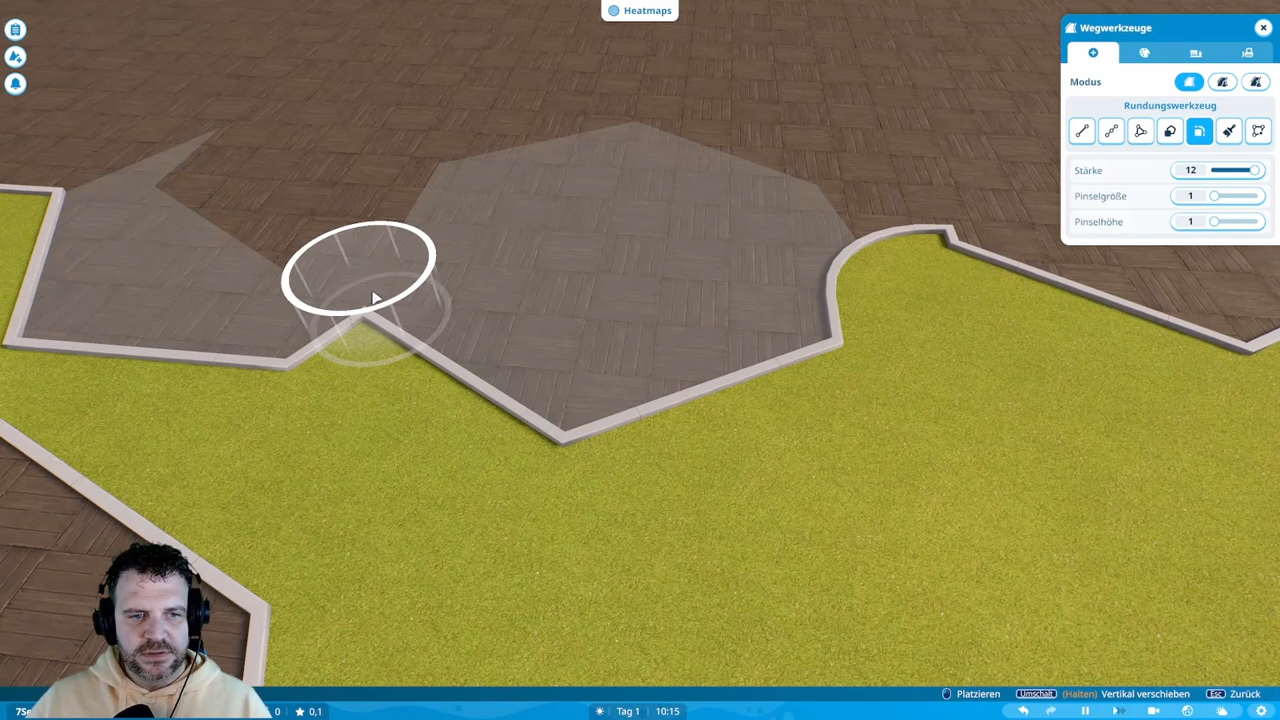 Heatmaps
Wegwerkzeuge
Modus
Rundungswerkzeug
Stärke 12
Pinselgröße 1
Pinselhöhe 1
Platzieren Umschalt (Halten) Vertikal verschieben Esc Zurück
0 0,1 Tag 1 10:15